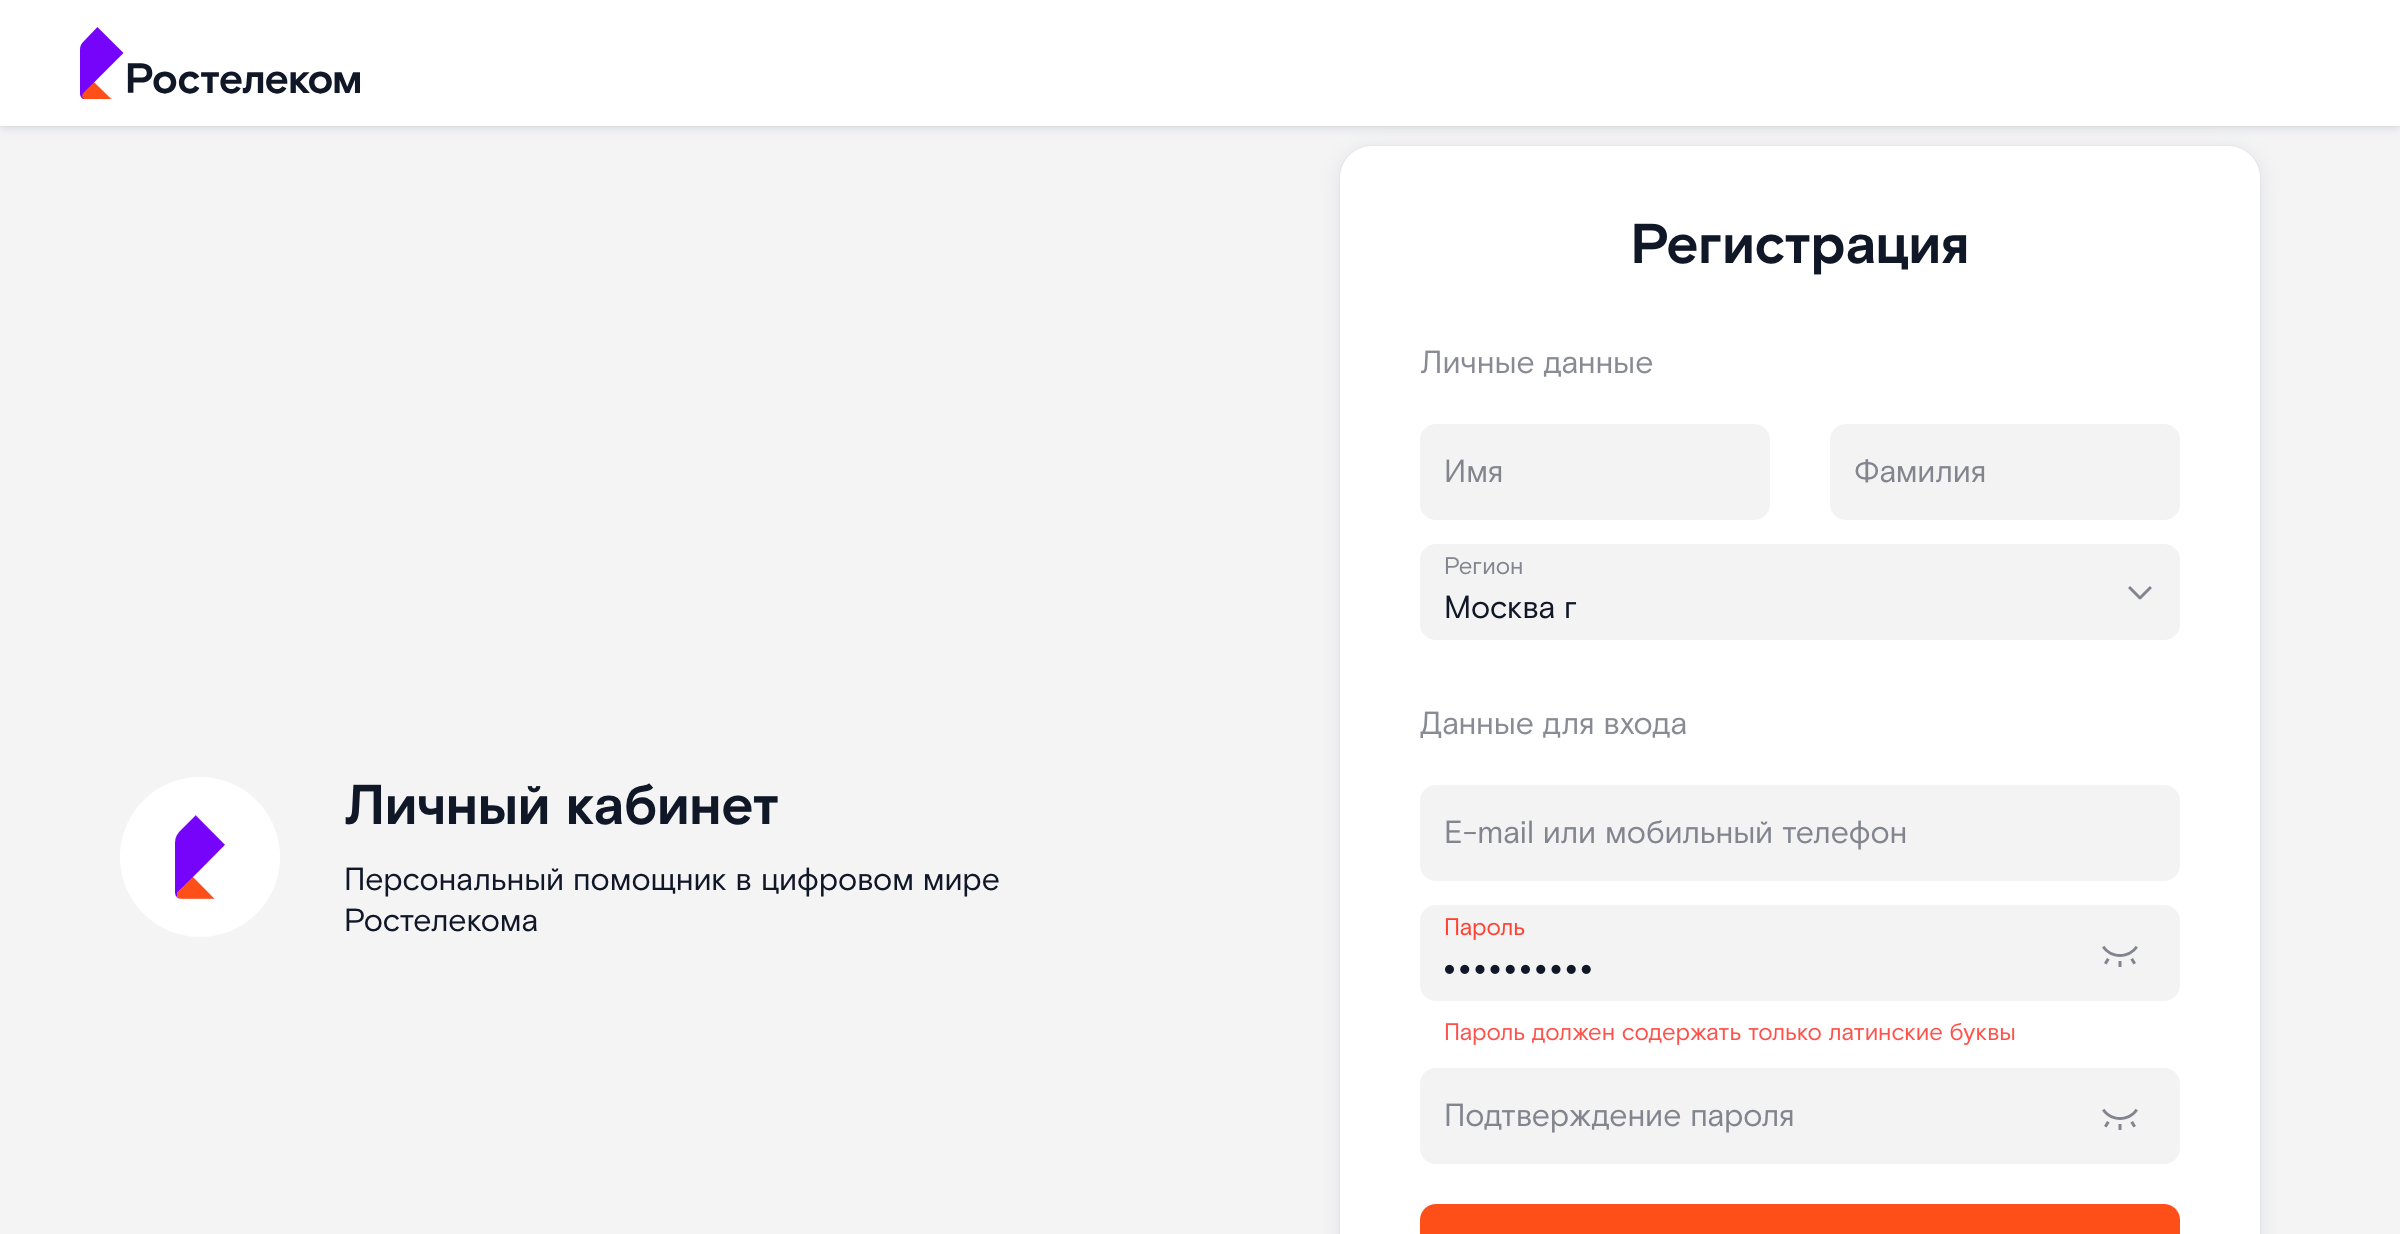 Ростелеком
Личный кабинет
Персональный помощник в цифровом мире
Ростелекома
Регистрация
Личные данные
Имя
Фамилия
Регион
Москва г
Данные для входа
E-mail или мобильный телефон
Пароль
••••••••••
Пароль должен содержать только латинские буквы
Подтверждение пароля